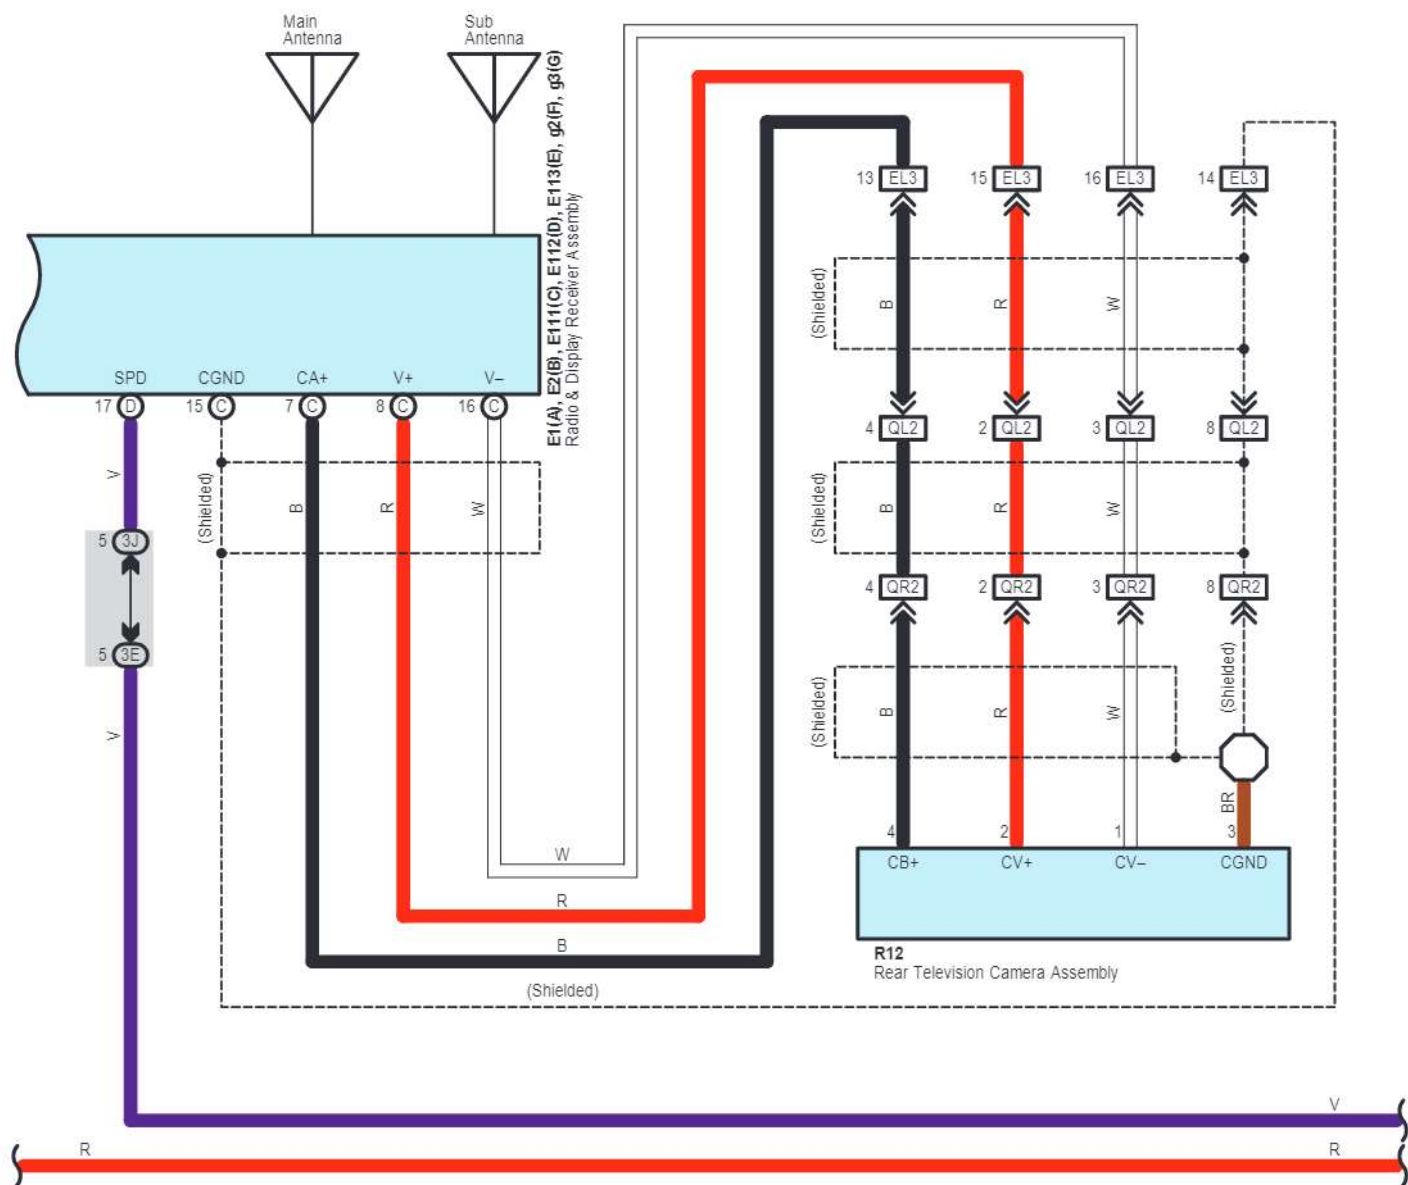 Main
Antenna
Sub
Antenna
E1(A), E2(B), E111(C), E112(D), E113(E), g2(F), g3(G)
Radio & Display Receiver Assembly
13 EL3
15 EL3
16 EL3
14 EL3
(Shielded)
B
R
W
SPD
CGND
CA+
V+
V–
17 D
15 C
7 C
8 C
16 C
4 QL2
2 QL2
3 QL2
8 QL2
V
(Shielded)
B
R
W
(Shielded)
B
R
W
5 3J
4 QR2
2 QR2
3 QR2
8 QR2
5 3E
V
(Shielded)
B
R
W
(Shielded)
BR
4
2
1
3
CB+
CV+
CV–
CGND
W
R
B
R12
Rear Television Camera Assembly
(Shielded)
V
R
R